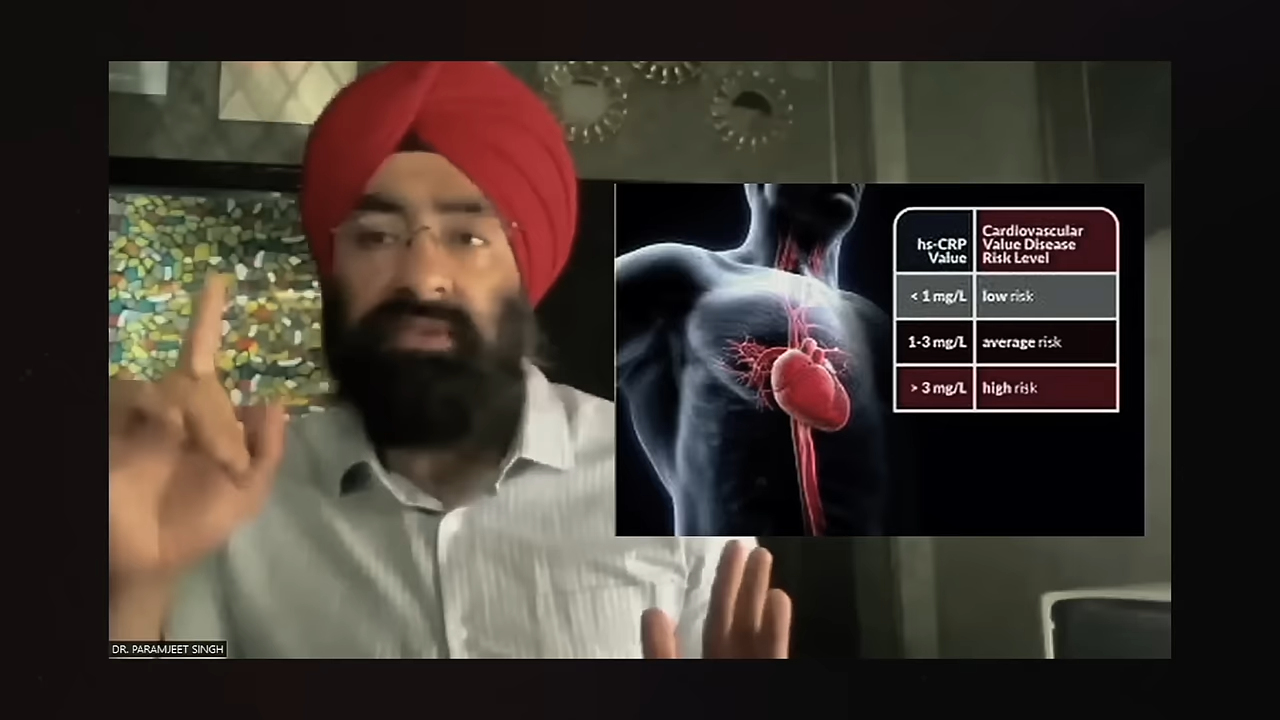 hs-CRP
Value
Cardiovascular
Value Disease
Risk Level
< 1 mg/L
low risk
1-3 mg/L
average risk
> 3 mg/L
high risk
DR. PARAMJEET SINGH